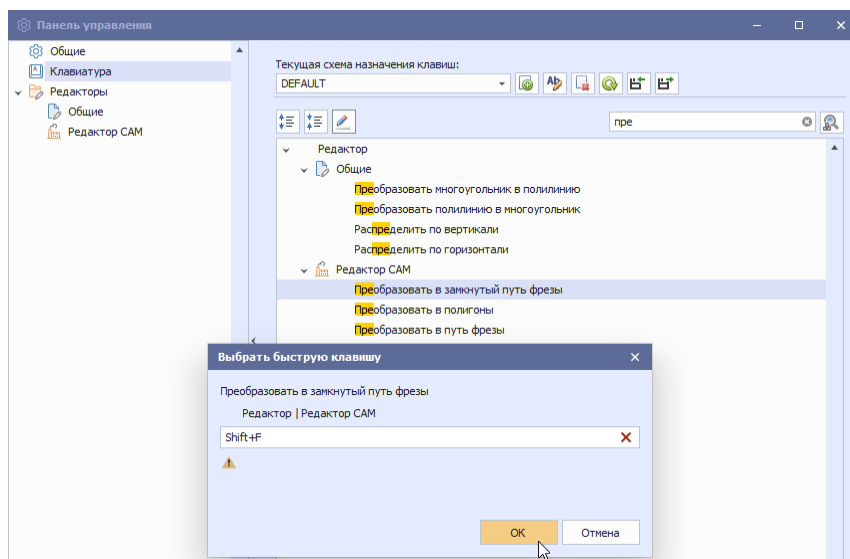 Панель управления
Общие
Клавиатура
Редакторы
Общие
Редактор CAM
Текущая схема назначения клавиш:
DEFAULT
пре
Редактор
Общие
Преобразовать многоугольник в полилинию
Преобразовать полилинию в многоугольник
Распределить по вертикали
Распределить по горизонтали
Редактор CAM
Преобразовать в замкнутый путь фрезы
Преобразовать в полигоны
Преобразовать в путь фрезы
Выбрать быструю клавишу
Преобразовать в замкнутый путь фрезы
Редактор | Редактор CAM
Shift+F
OK
Отмена